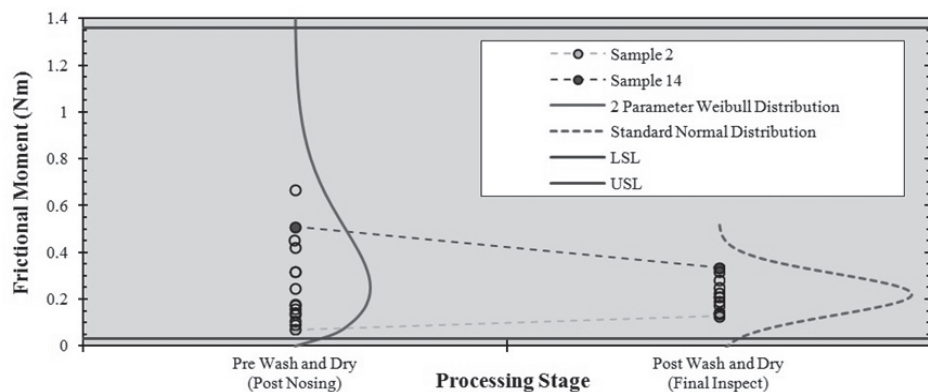 1.4
1.2
1
0.8
0.6
0.4
0.2
0
Frictional Moment (Nm)
Sample 2
Sample 14
2 Parameter Weibull Distribution
Standard Normal Distribution
LSL
USL
Pre Wash and Dry
(Post Nosing)
Post Wash and Dry
(Final Inspect)
Processing Stage